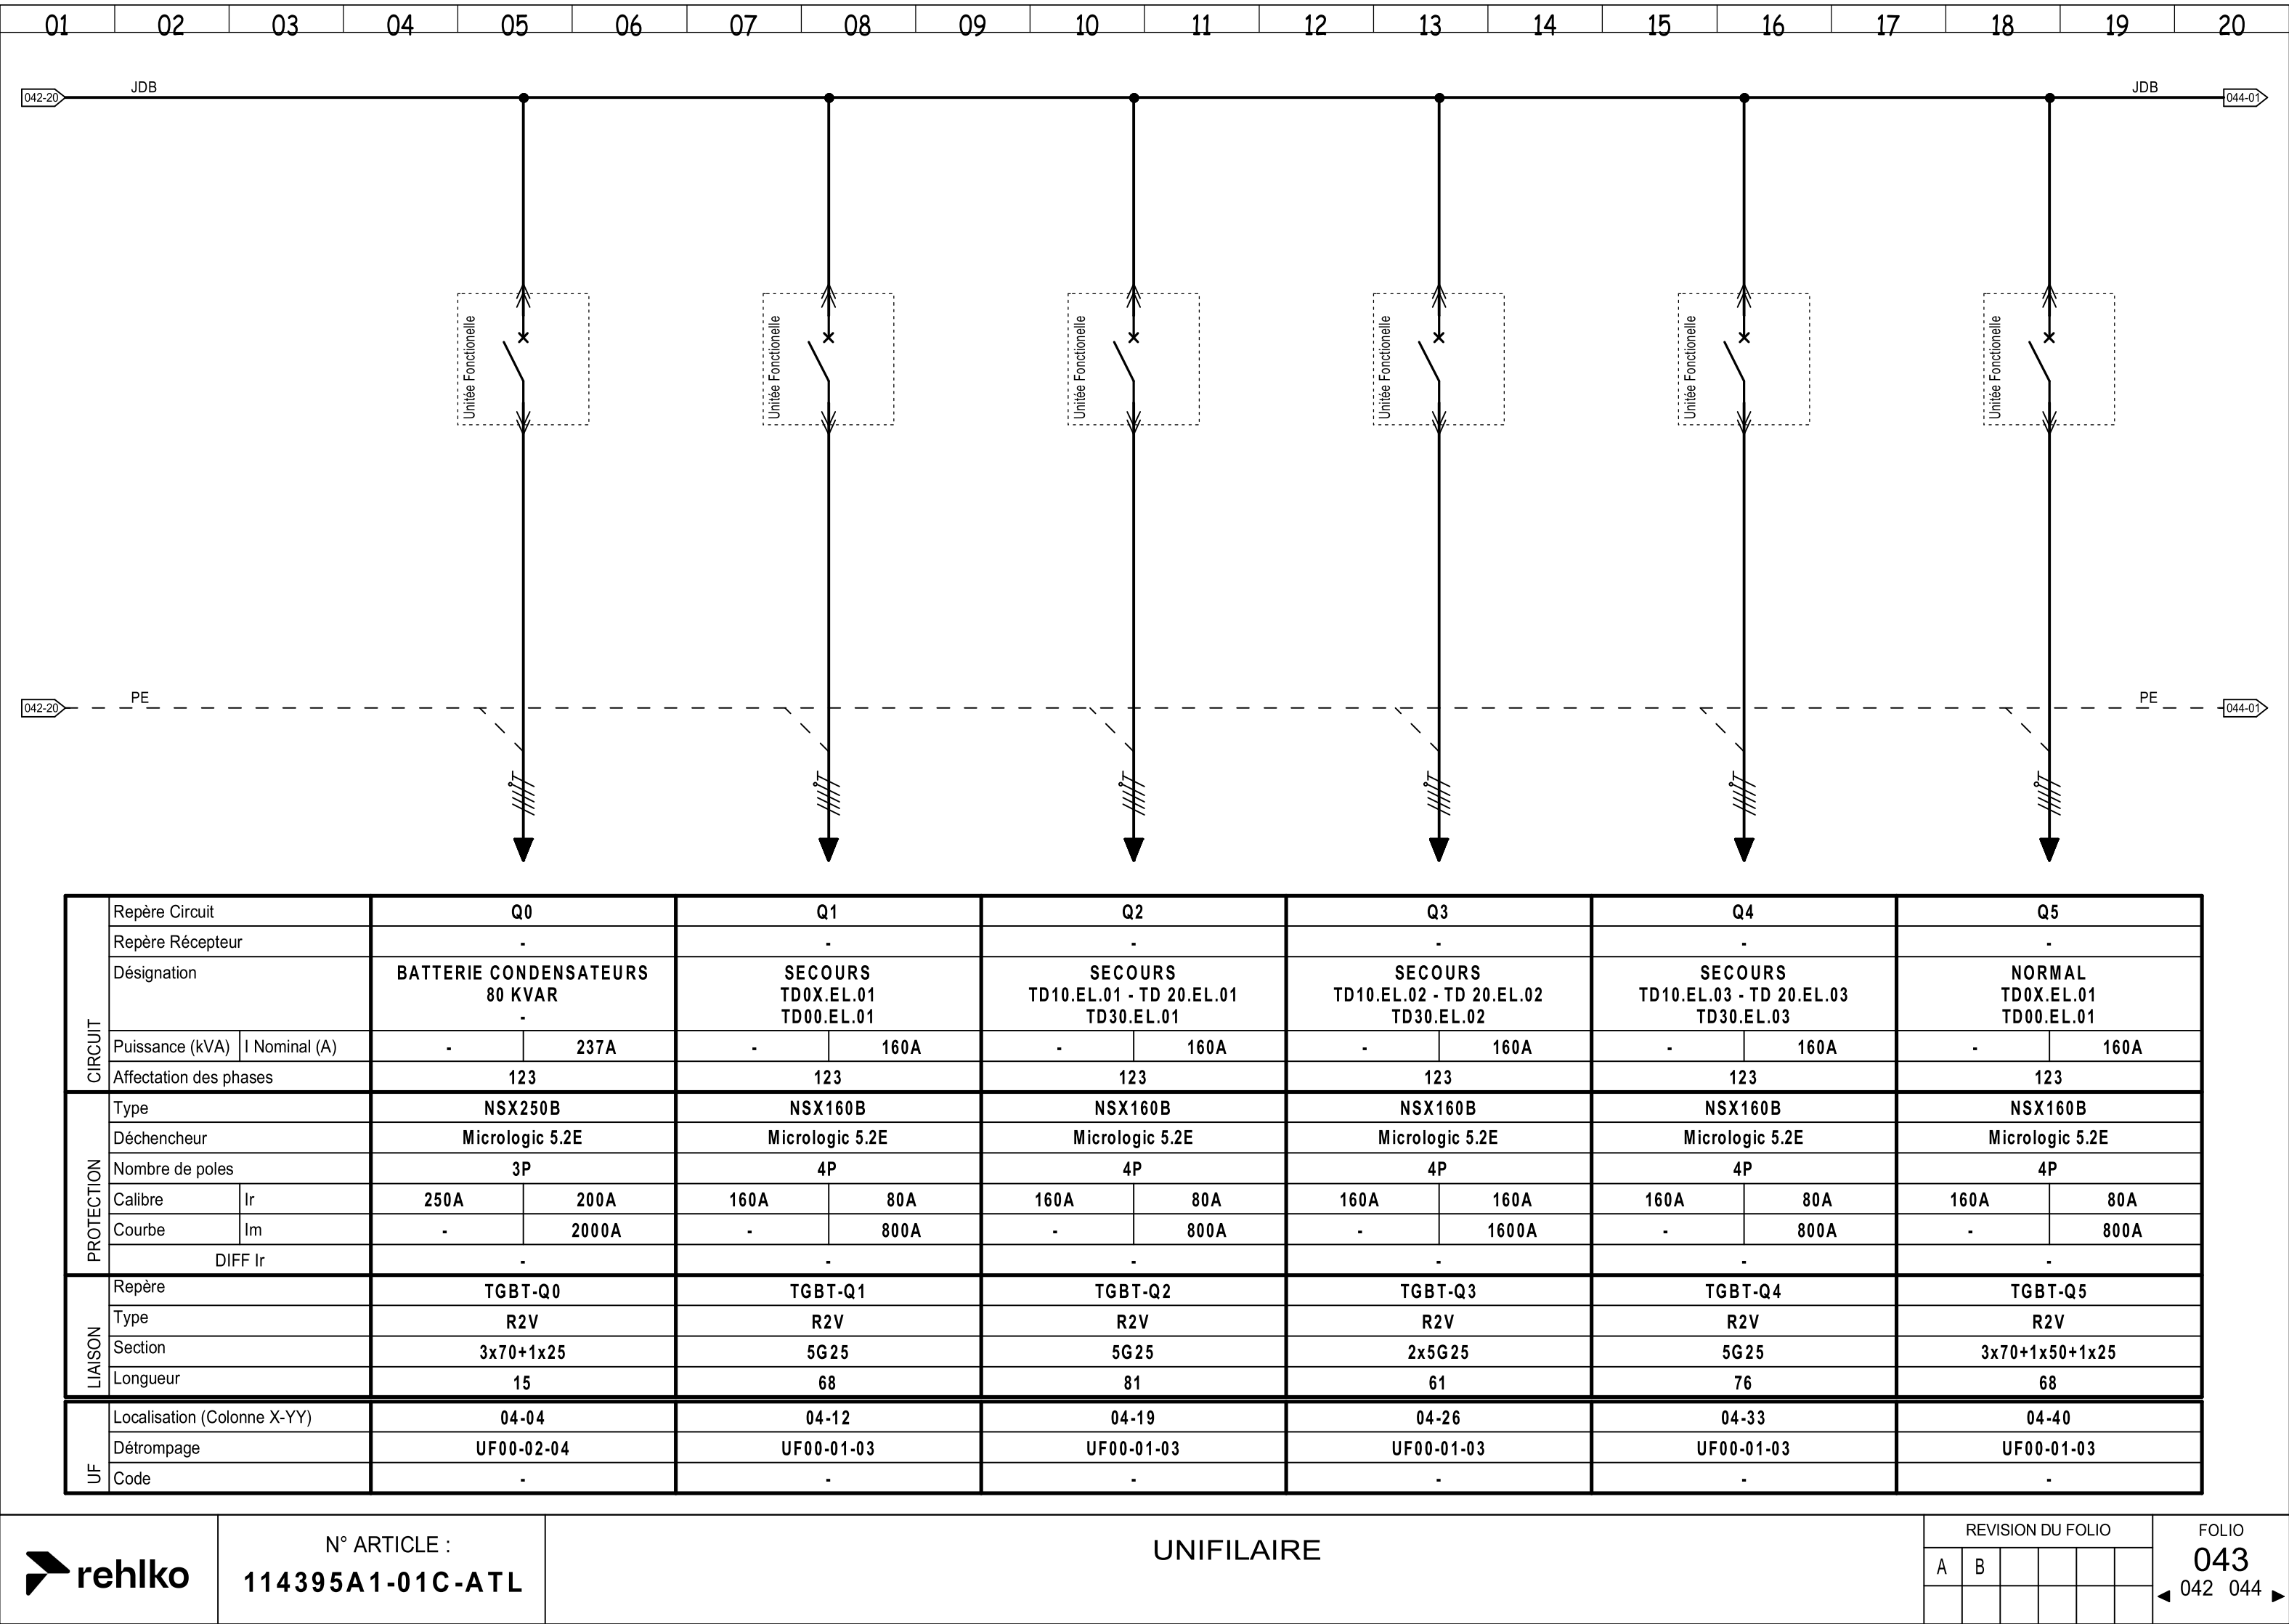 01 02 03 04 05 06 07 08 09 10 11 12 13 14 15 16 17 18 19 20
JDB JDB
042-20 044-01
Unitée Fonctionelle Unitée Fonctionelle Unitée Fonctionelle Unitée Fonctionelle Unitée Fonctionelle Unitée Fonctionelle
PE PE
042-20 044-01
CIRCUIT
Repère Circuit Q0 Q1 Q2 Q3 Q4 Q5
Repère Récepteur - - - - - -
Désignation BATTERIE CONDENSATEURS SECOURS SECOURS SECOURS SECOURS NORMAL
80 KVAR TD0X.EL.01 TD10.EL.01 - TD 20.EL.01 TD10.EL.02 - TD 20.EL.02 TD10.EL.03 - TD 20.EL.03 TD0X.EL.01
- TD00.EL.01 TD30.EL.01 TD30.EL.02 TD30.EL.03 TD00.EL.01
Puissance (kVA) I Nominal (A) - 237A - 160A - 160A - 160A - 160A - 160A
Affectation des phases 123 123 123 123 123 123
PROTECTION
Type NSX250B NSX160B NSX160B NSX160B NSX160B NSX160B
Déchencheur Micrologic 5.2E Micrologic 5.2E Micrologic 5.2E Micrologic 5.2E Micrologic 5.2E Micrologic 5.2E
Nombre de poles 3P 4P 4P 4P 4P 4P
Calibre Ir 250A 200A 160A 80A 160A 80A 160A 160A 160A 80A 160A 80A
Courbe Im - 2000A - 800A - 800A - 1600A - 800A - 800A
DIFF Ir - - - - - -
LIAISON
Repère TGBT-Q0 TGBT-Q1 TGBT-Q2 TGBT-Q3 TGBT-Q4 TGBT-Q5
Type R2V R2V R2V R2V R2V R2V
Section 3x70+1x25 5G25 5G25 2x5G25 5G25 3x70+1x50+1x25
Longueur 15 68 81 61 76 68
UF
Localisation (Colonne X-YY) 04-04 04-12 04-19 04-26 04-33 04-40
Détrompage UF00-02-04 UF00-01-03 UF00-01-03 UF00-01-03 UF00-01-03 UF00-01-03
Code - - - - - -
rehlko
N° ARTICLE :
114395A1-01C-ATL
UNIFILAIRE
REVISION DU FOLIO
A B
FOLIO
043
042 044